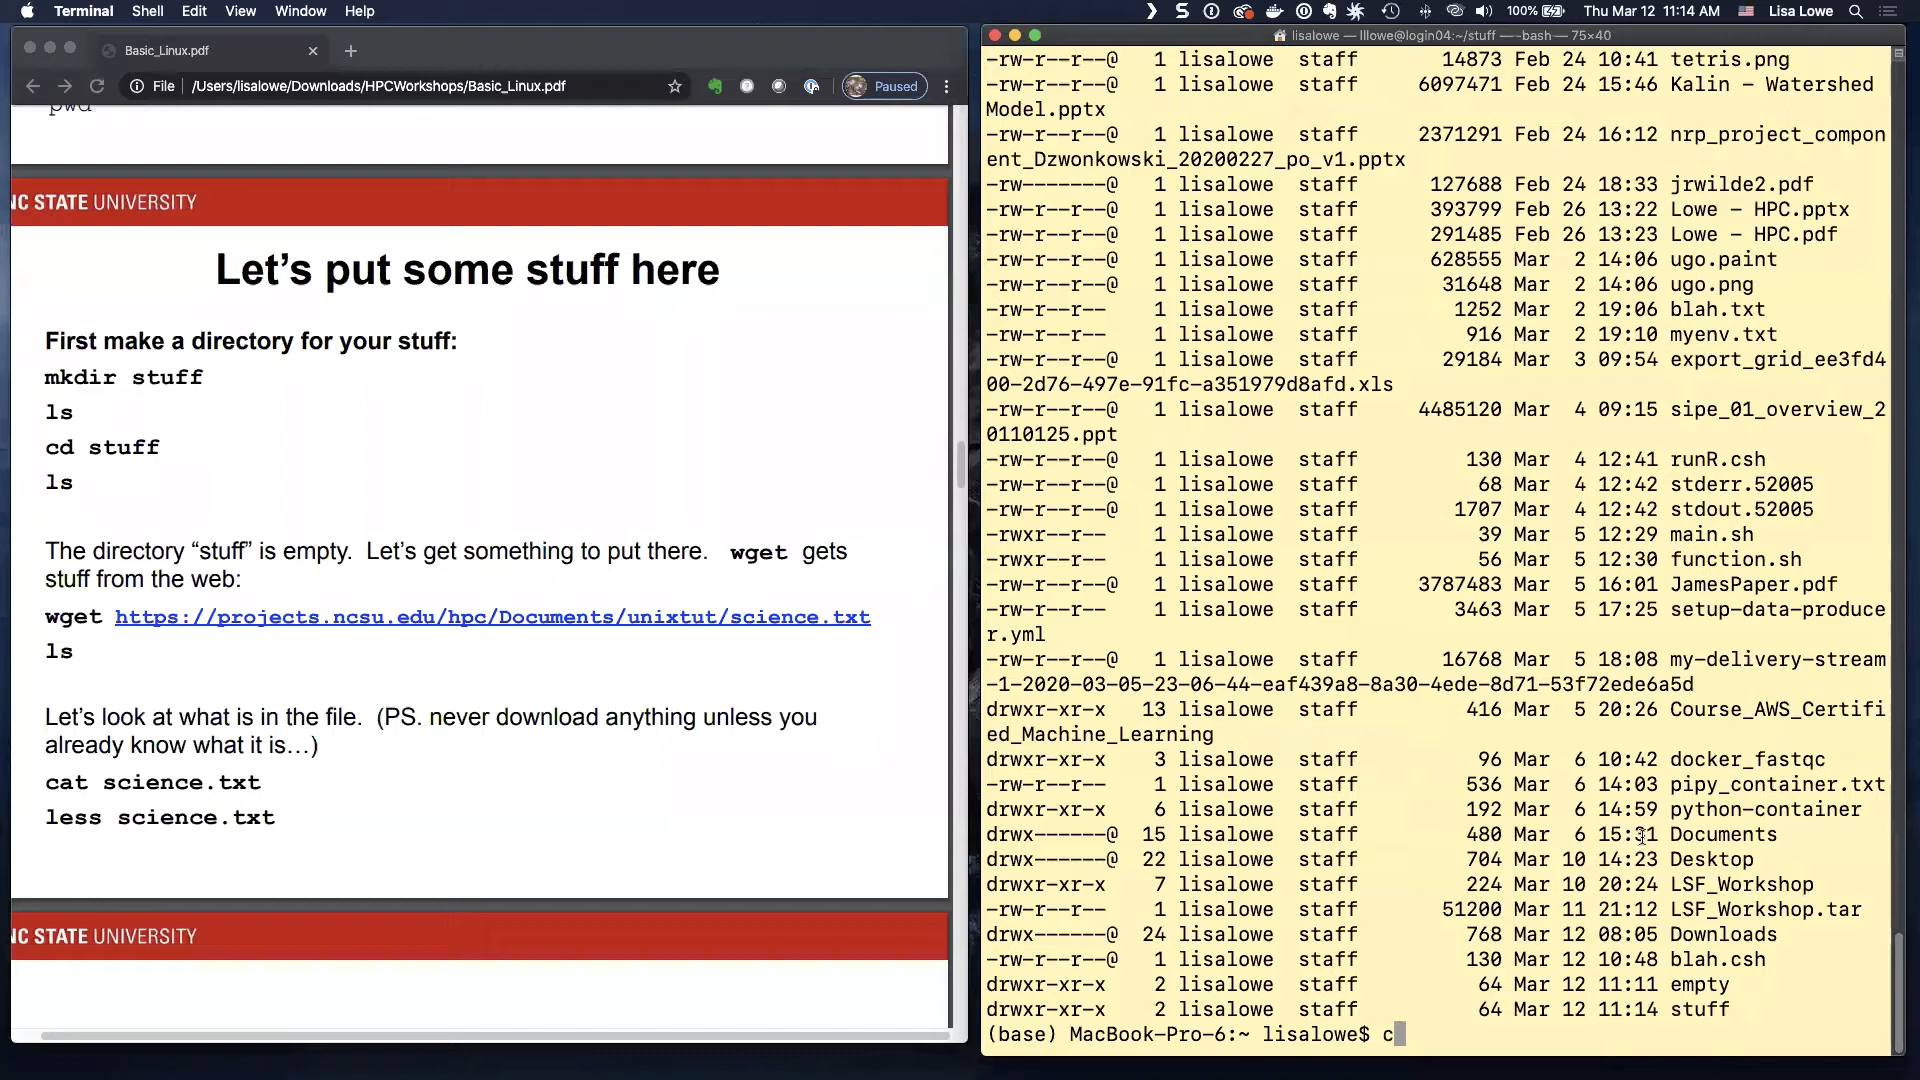 Terminal Shell Edit View Window Help
100% Thu Mar 12 11:14 AM Lisa Lowe
Basic_Linux.pdf
File /Users/lisalowe/Downloads/HPCWorkshops/Basic_Linux.pdf
Paused
pwd
NC STATE UNIVERSITY
Let's put some stuff here
First make a directory for your stuff:
mkdir stuff
ls
cd stuff
ls
The directory “stuff” is empty. Let's get something to put there. wget gets
stuff from the web:
wget https://projects.ncsu.edu/hpc/Documents/unixtut/science.txt
ls
Let's look at what is in the file. (PS. never download anything unless you
already know what it is…)
cat science.txt
less science.txt
NC STATE UNIVERSITY
lisalowe — lllowe@login04:~/stuff — -bash — 75×40
-rw-r--r--@ 1 lisalowe staff 14873 Feb 24 10:41 tetris.png
-rw-r--r--@ 1 lisalowe staff 6097471 Feb 24 15:46 Kalin - Watershed
Model.pptx
-rw-r--r--@ 1 lisalowe staff 2371291 Feb 24 16:12 nrp_project_compon
ent_Dzwonkowski_20200227_po_v1.pptx
-rw-------@ 1 lisalowe staff 127688 Feb 24 18:33 jrwilde2.pdf
-rw-r--r--@ 1 lisalowe staff 393799 Feb 26 13:22 Lowe - HPC.pptx
-rw-r--r--@ 1 lisalowe staff 291485 Feb 26 13:23 Lowe - HPC.pdf
-rw-r--r--@ 1 lisalowe staff 628555 Mar 2 14:06 ugo.paint
-rw-r--r--@ 1 lisalowe staff 31648 Mar 2 14:06 ugo.png
-rw-r--r-- 1 lisalowe staff 1252 Mar 2 19:06 blah.txt
-rw-r--r-- 1 lisalowe staff 916 Mar 2 19:10 myenv.txt
-rw-r--r--@ 1 lisalowe staff 29184 Mar 3 09:54 export_grid_ee3fd4
00-2d76-497e-91fc-a351979d8afd.xls
-rw-r--r--@ 1 lisalowe staff 4485120 Mar 4 09:15 sipe_01_overview_2
0110125.ppt
-rw-r--r--@ 1 lisalowe staff 130 Mar 4 12:41 runR.csh
-rw-r--r--@ 1 lisalowe staff 68 Mar 4 12:42 stderr.52005
-rw-r--r--@ 1 lisalowe staff 1707 Mar 4 12:42 stdout.52005
-rwxr--r-- 1 lisalowe staff 39 Mar 5 12:29 main.sh
-rwxr--r-- 1 lisalowe staff 56 Mar 5 12:30 function.sh
-rw-r--r--@ 1 lisalowe staff 3787483 Mar 5 16:01 JamesPaper.pdf
-rw-r--r-- 1 lisalowe staff 3463 Mar 5 17:25 setup-data-produce
r.yml
-rw-r--r--@ 1 lisalowe staff 16768 Mar 5 18:08 my-delivery-stream
-1-2020-03-05-23-06-44-eaf439a8-8a30-4ede-8d71-53f72ede6a5d
drwxr-xr-x 13 lisalowe staff 416 Mar 5 20:26 Course_AWS_Certifi
ed_Machine_Learning
drwxr-xr-x 3 lisalowe staff 96 Mar 6 10:42 docker_fastqc
-rw-r--r-- 1 lisalowe staff 536 Mar 6 14:03 pipy_container.txt
drwxr-xr-x 6 lisalowe staff 192 Mar 6 14:59 python-container
drwx------@ 15 lisalowe staff 480 Mar 6 15:31 Documents
drwx------@ 22 lisalowe staff 704 Mar 10 14:23 Desktop
drwxr-xr-x 7 lisalowe staff 224 Mar 10 20:24 LSF_Workshop
-rw-r--r-- 1 lisalowe staff 51200 Mar 11 21:12 LSF_Workshop.tar
drwx------@ 24 lisalowe staff 768 Mar 12 08:05 Downloads
-rw-r--r--@ 1 lisalowe staff 130 Mar 12 10:48 blah.csh
drwxr-xr-x 2 lisalowe staff 64 Mar 12 11:11 empty
drwxr-xr-x 2 lisalowe staff 64 Mar 12 11:14 stuff
(base) MacBook-Pro-6:~ lisalowe$ c